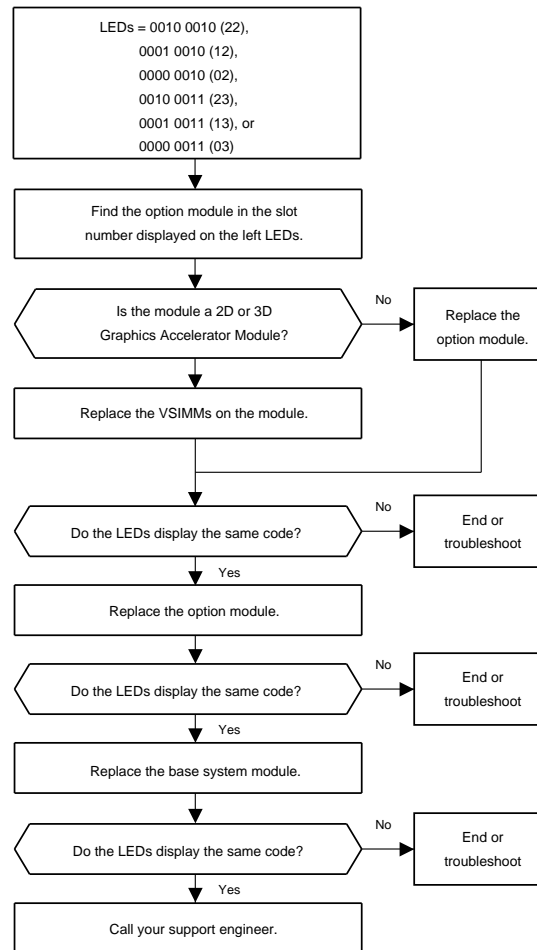 LEDs = 0010 0010 (22),
0001 0010 (12),
0000 0010 (02),
0010 0011 (23),
0001 0011 (13), or
0000 0011 (03)
Find the option module in the slot
number displayed on the left LEDs.
Is the module a 2D or 3D
Graphics Accelerator Module?
No
Replace the
option module.
Replace the VSIMMs on the module.
Do the LEDs display the same code?
No
End or
troubleshoot
Yes
Replace the option module.
Do the LEDs display the same code?
No
End or
troubleshoot
Yes
Replace the base system module.
Do the LEDs display the same code?
No
End or
troubleshoot
Yes
Call your support engineer.